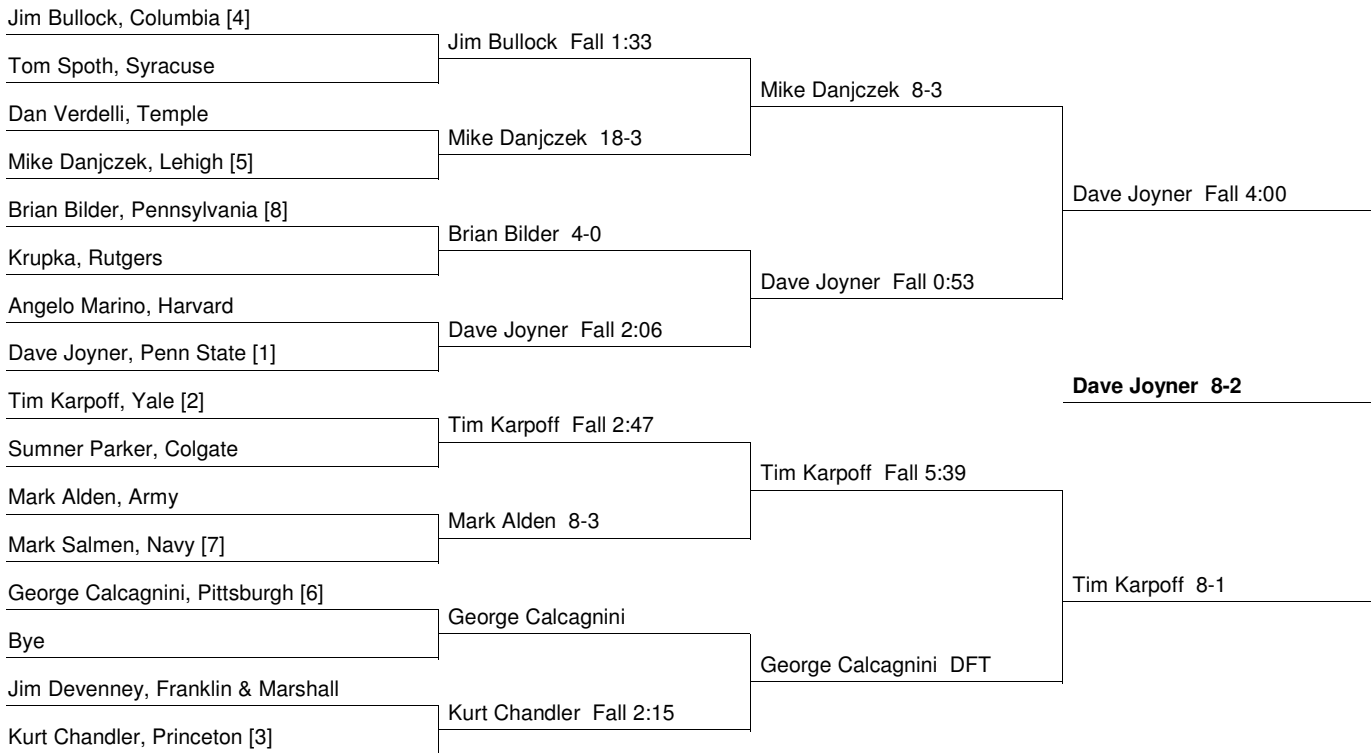 Jim Bullock, Columbia [4]
Tom Spoth, Syracuse
Dan Verdelli, Temple
Mike Danjczek, Lehigh [5]
Brian Bilder, Pennsylvania [8]
Krupka, Rutgers
Angelo Marino, Harvard
Dave Joyner, Penn State [1]
Tim Karpoff, Yale [2]
Sumner Parker, Colgate
Mark Alden, Army
Mark Salmen, Navy [7]
George Calcagnini, Pittsburgh [6]
Bye
Jim Devenney, Franklin & Marshall
Kurt Chandler, Princeton [3]
Jim Bullock Fall 1:33
Mike Danjczek 18-3
Brian Bilder 4-0
Dave Joyner Fall 2:06
Tim Karpoff Fall 2:47
Mark Alden 8-3
George Calcagnini
Kurt Chandler Fall 2:15
Mike Danjczek 8-3
Dave Joyner Fall 0:53
Tim Karpoff Fall 5:39
George Calcagnini DFT
Dave Joyner Fall 4:00
Tim Karpoff 8-1
Dave Joyner 8-2